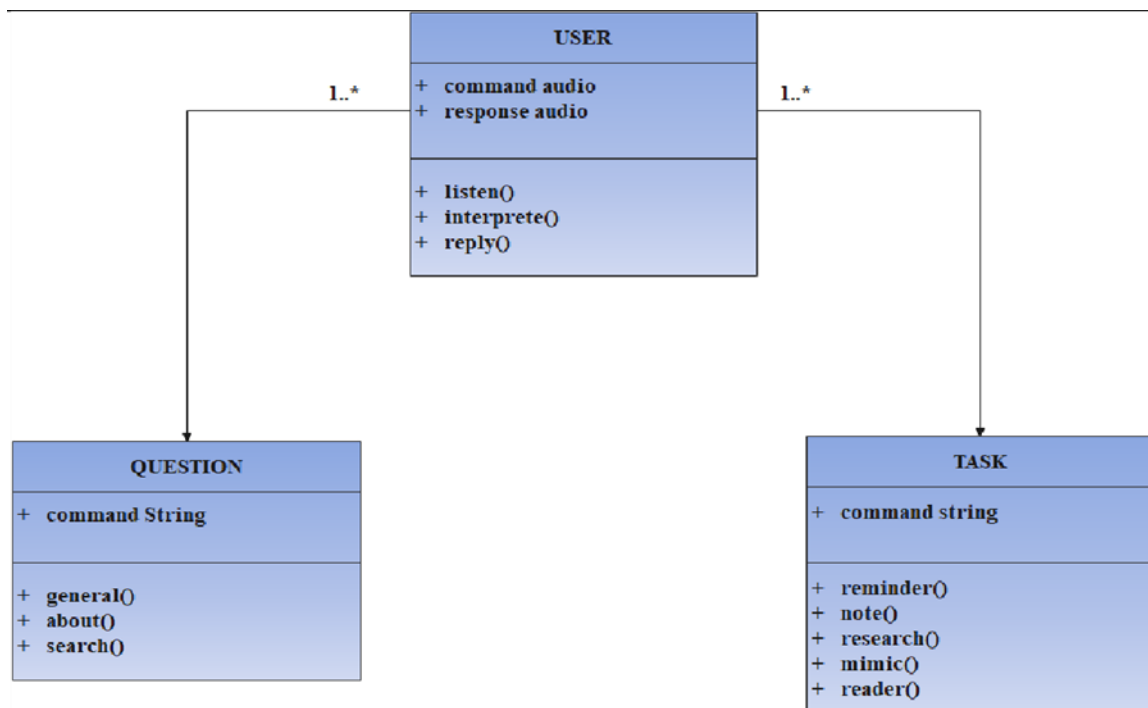 USER
+ command audio
+ response audio
+ listen()
+ interprete()
+ reply()
1..*
1..*
QUESTION
+ command String
+ general()
+ about()
+ search()
TASK
+ command string
+ reminder()
+ note()
+ research()
+ mimic()
+ reader()